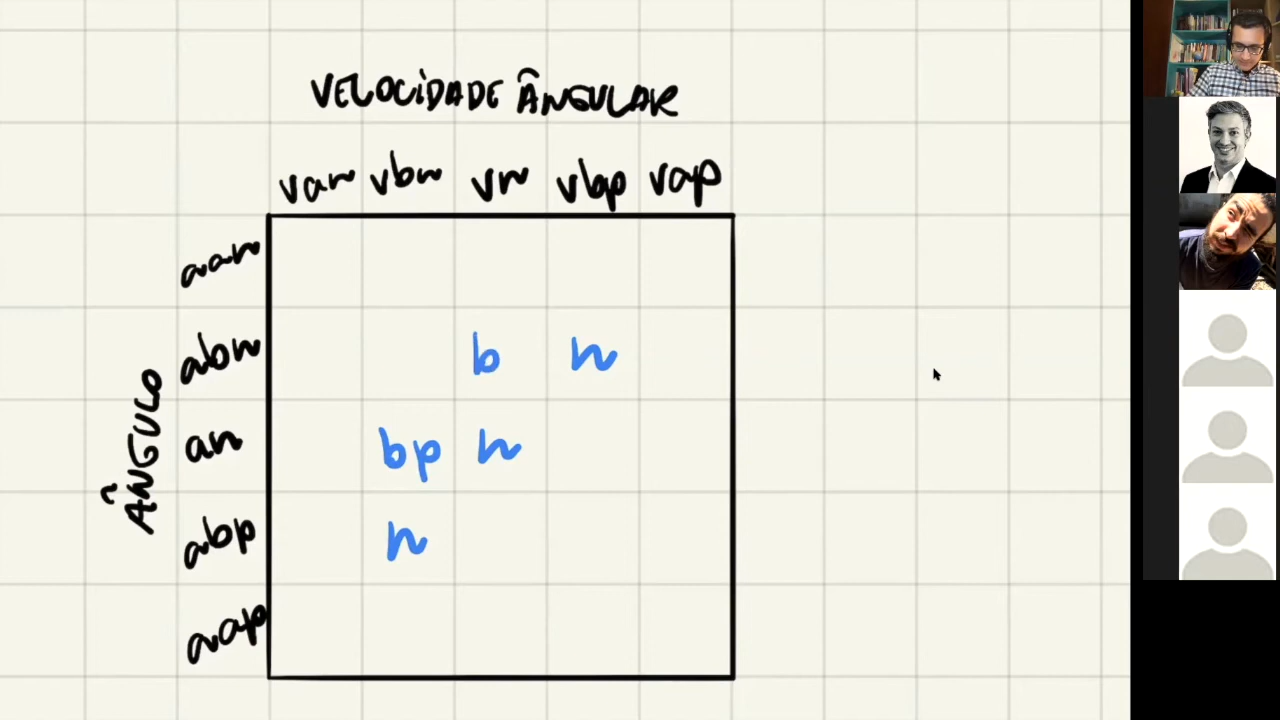 VELOCIDADE ÂNGULAR
van vbn vn vbp vap
aan
abn b n
an bp n
abp n
aap
ÂNGULO